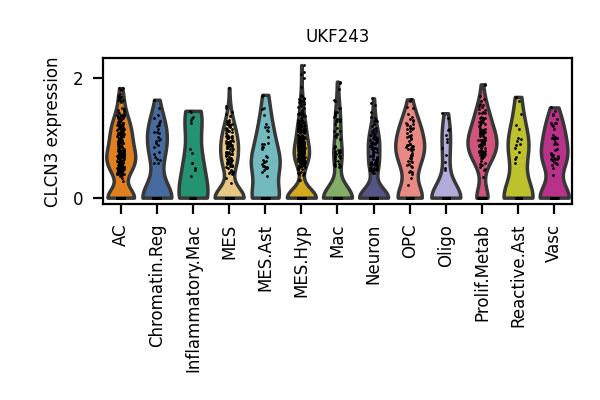 UKF243
CLCN3 expression
2
0
AC
Chromatin.Reg
Inflammatory.Mac
MES
MES.Ast
MES.Hyp
Mac
Neuron
OPC
Oligo
Prolif.Metab
Reactive.Ast
Vasc